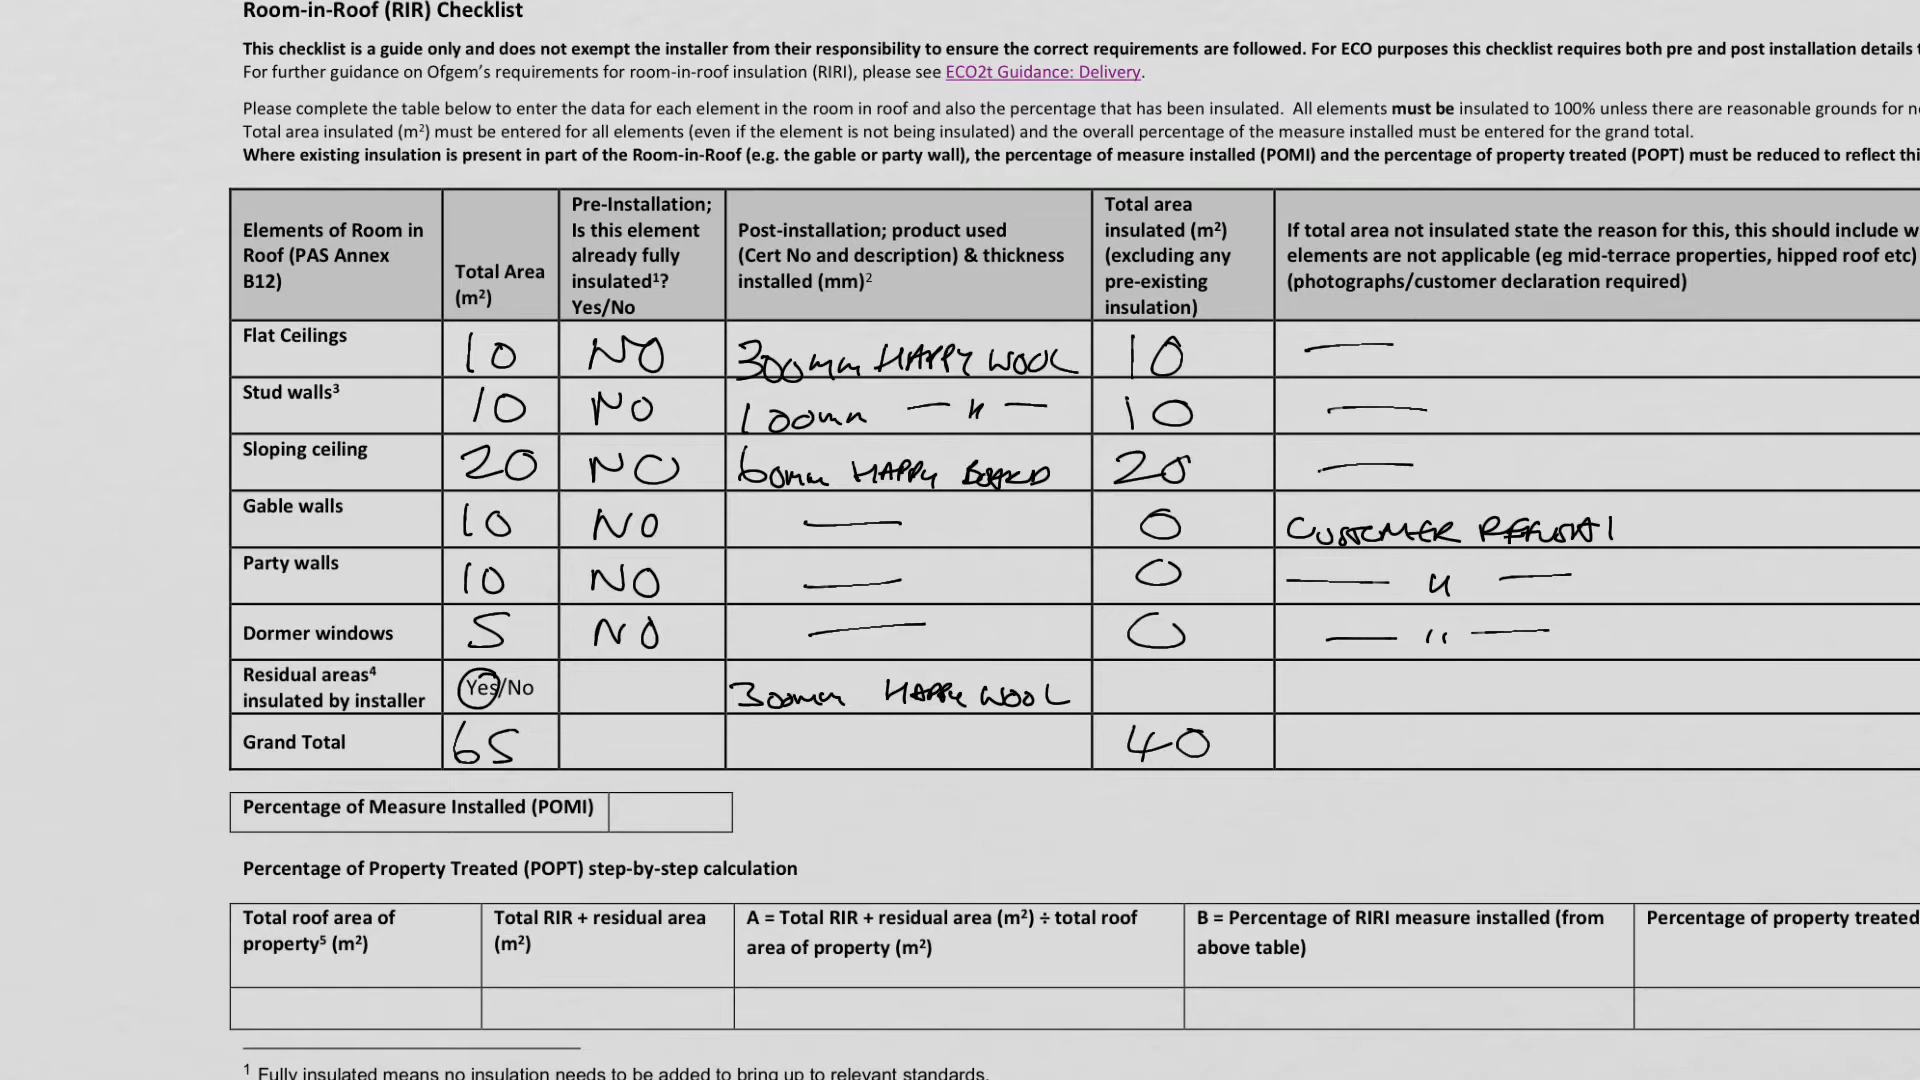 Room-in-Roof (RIR) Checklist
This checklist is a guide only and does not exempt the installer from their responsibility to ensure the correct requirements are followed. For ECO purposes this checklist requires both pre and post installation details
For further guidance on Ofgem's requirements for room-in-roof insulation (RIRI), please see ECO2t Guidance: Delivery.
Please complete the table below to enter the data for each element in the room in roof and also the percentage that has been insulated. All elements must be insulated to 100% unless there are reasonable grounds for
Total area insulated (m²) must be entered for all elements (even if the element is not being insulated) and the overall percentage of the measure installed must be entered for the grand total.
Where existing insulation is present in part of the Room-in-Roof (e.g. the gable or party wall), the percentage of measure installed (POMI) and the percentage of property treated (POPT) must be reduced to reflect
Elements of Room in
Roof (PAS Annex
B12)
Total Area
(m²)
Pre-Installation;
Is this element
already fully
insulated¹?
Yes/No
Post-installation; product used
(Cert No and description) & thickness
installed (mm)²
Total area
insulated (m²)
(excluding any
pre-existing
insulation)
If total area not insulated state the reason for this, this should include
elements are not applicable (eg mid-terrace properties, hipped roof etc)
(photographs/customer declaration required)
Flat Ceilings 10 NO 300mm HAPPY WOOL 10 —
Stud walls³ 10 NO 100mm — " — 10 —
Sloping ceiling 20 NO 60mm HAPPY BOARD 20 —
Gable walls 10 NO — 0 CUSTOMER REFUSAL
Party walls 10 NO — 0 — " —
Dormer windows 5 NO — 0 — " —
Residual areas⁴
insulated by installer Yes/No 300mm HAPPY WOOL
Grand Total 65 40
Percentage of Measure Installed (POMI)
Percentage of Property Treated (POPT) step-by-step calculation
Total roof area of
property⁵ (m²)
Total RIR + residual area
(m²)
A = Total RIR + residual area (m²) ÷ total roof
area of property (m²)
B = Percentage of RIRI measure installed (from
above table)
Percentage of property treated
¹ Fully insulated means no insulation needs to be added to bring up to relevant standards.